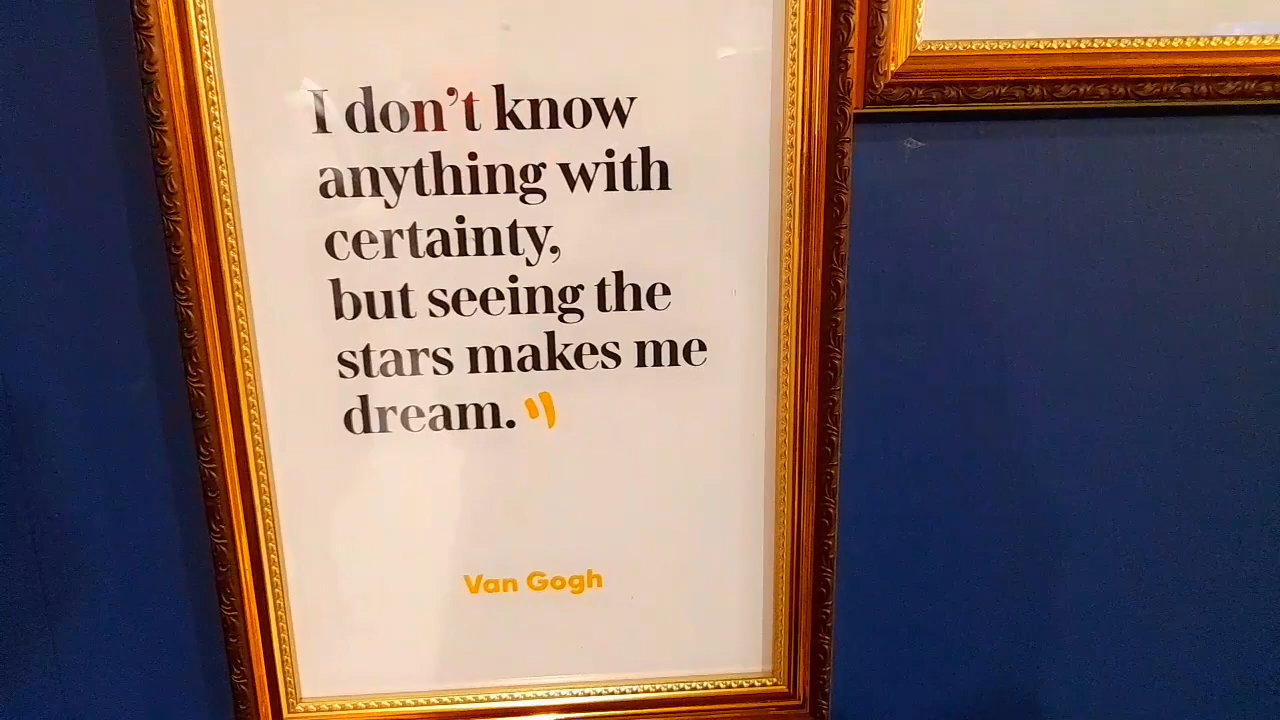 I don't know
anything with
certainty,
but seeing the
stars makes me
dream.
Van Gogh